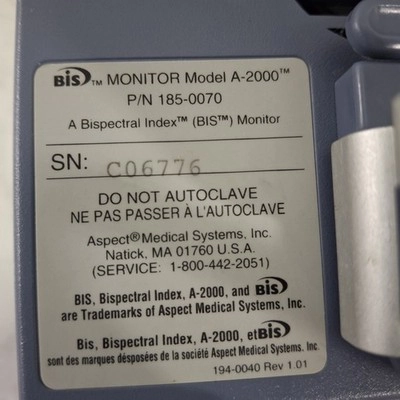 BIS™ MONITOR Model A-2000™
P/N 185-0070
A Bispectral Index™ (BIS™) Monitor
SN: C06776
DO NOT AUTOCLAVE
NE PAS PASSER À L'AUTOCLAVE
Aspect® Medical Systems, Inc.
Natick, MA 01760 U.S.A.
(SERVICE: 1-800-442-2051)
BIS, Bispectral Index, A-2000, and BIS
are Trademarks of Aspect Medical Systems, Inc.
Bis, Bispectral Index, A-2000, et BIS
sont des marques désposées de la société Aspect Medical Systems, Inc.
194-0040 Rev 1.01